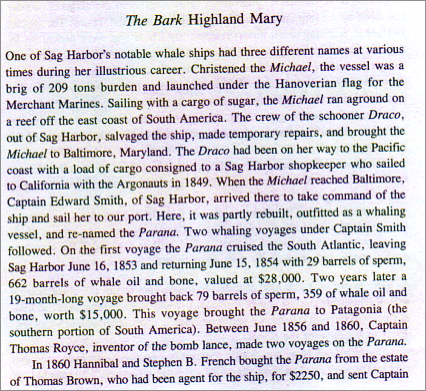 The Bark Highland Mary
One of Sag Harbor's notable whale ships had three different names at various
times during her illustrious career. Christened the Michael, the vessel was a
brig of 209 tons burden and launched under the Hanoverian flag for the
Merchant Marines. Sailing with a cargo of sugar, the Michael ran aground on
a reef off the east coast of South America. The crew of the schooner Draco,
out of Sag Harbor, salvaged the ship, made temporary repairs, and brought the
Michael to Baltimore, Maryland. The Draco had been on her way to the Pacific
coast with a load of cargo consigned to a Sag Harbor shopkeeper who sailed
to California with the Argonauts in 1849. When the Michael reached Baltimore,
Captain Edward Smith, of Sag Harbor, arrived there to take command of the
ship and sail her to our port. Here, it was partly rebuilt, outfitted as a whaling
vessel, and re-named the Parana. Two whaling voyages under Captain Smith
followed. On the first voyage the Parana cruised the South Atlantic, leaving
Sag Harbor June 16, 1853 and returning June 15, 1854 with 29 barrels of sperm,
662 barrels of whale oil and bone, valued at $28,000. Two years later a
19-month-long voyage brought back 79 barrels of sperm, 359 of whale oil and
bone, worth $15,000. This voyage brought the Parana to Patagonia (the
southern portion of South America). Between June 1856 and 1860, Captain
Thomas Royce, inventor of the bomb lance, made two voyages on the Parana.
In 1860 Hannibal and Stephen B. French bought the Parana from the estate
of Thomas Brown, who had been agent for the ship, for $2250, and sent Captain